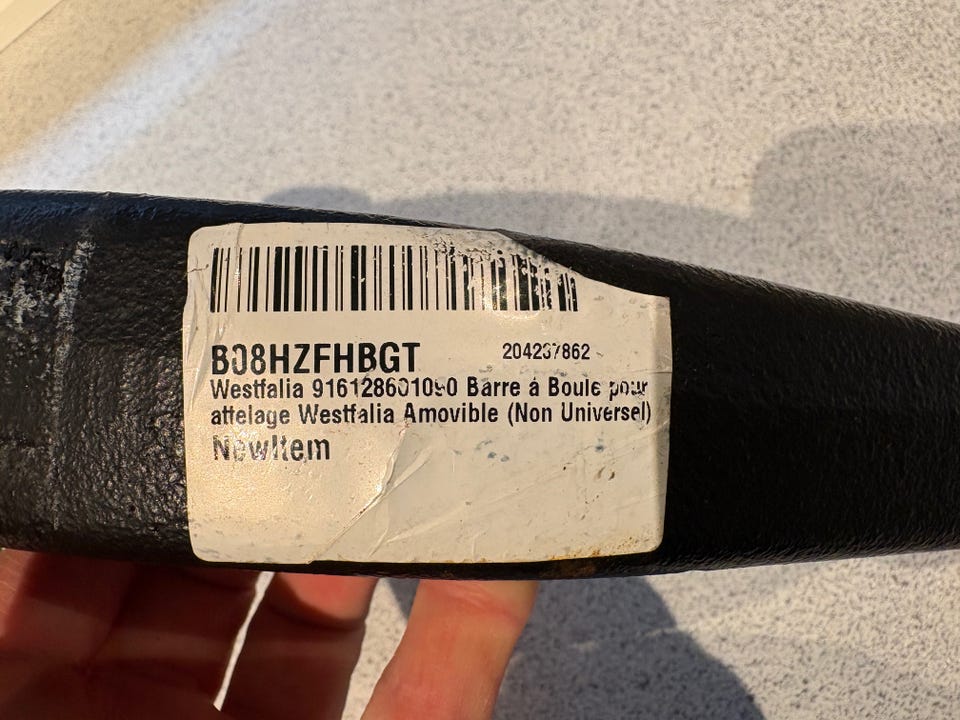 B08HZFHBGT 204237862
Westfalia 916128601090 Barre à Boule pour
attelage Westfalia Amovible (Non Universel)
NewItem